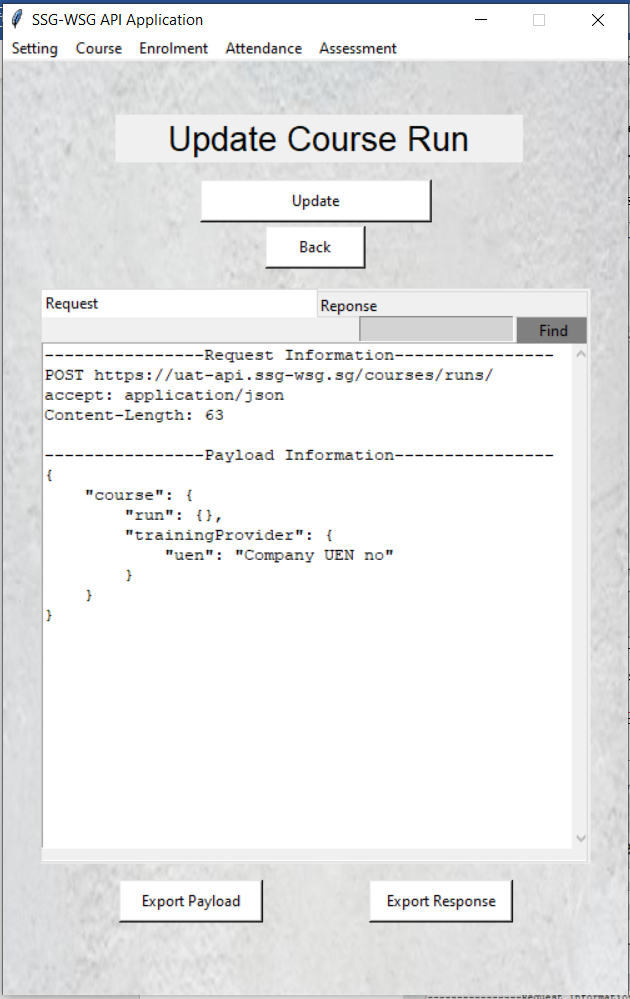 SSG-WSG API Application
Setting Course Enrolment Attendance Assessment
Update Course Run
Update
Back
Request
Reponse
Find
----------------Request Information----------------
POST https://uat-api.ssg-wsg.sg/courses/runs/
accept: application/json
Content-Length: 63
----------------Payload Information----------------
{
    "course": {
        "run": {},
        "trainingProvider": {
            "uen": "Company UEN no"
        }
    }
}
Export Payload
Export Response
----------------Request Informatio